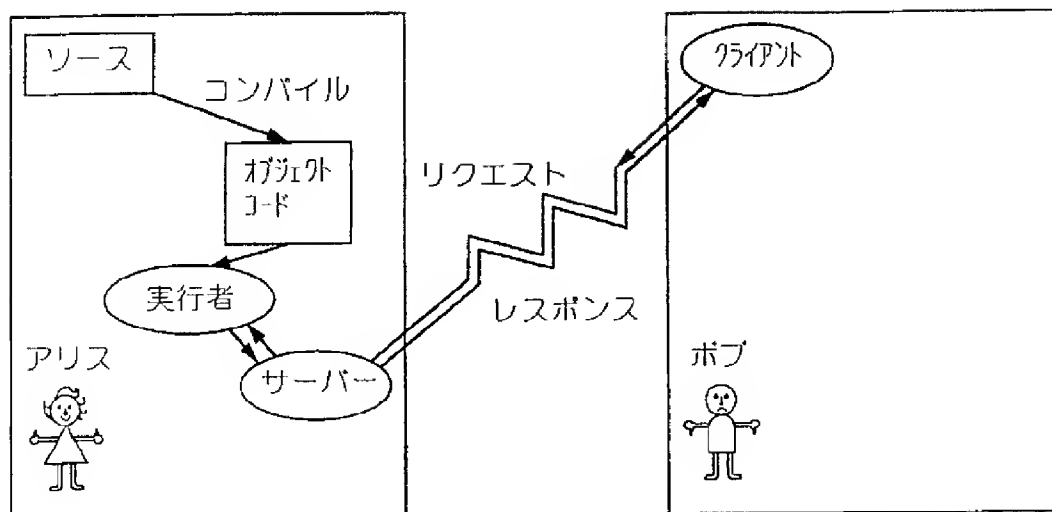 ソース
コンパイル
オブジェクト
コード
実行者
サーバー
アリス
リクエスト
レスポンス
クライアント
ボブ